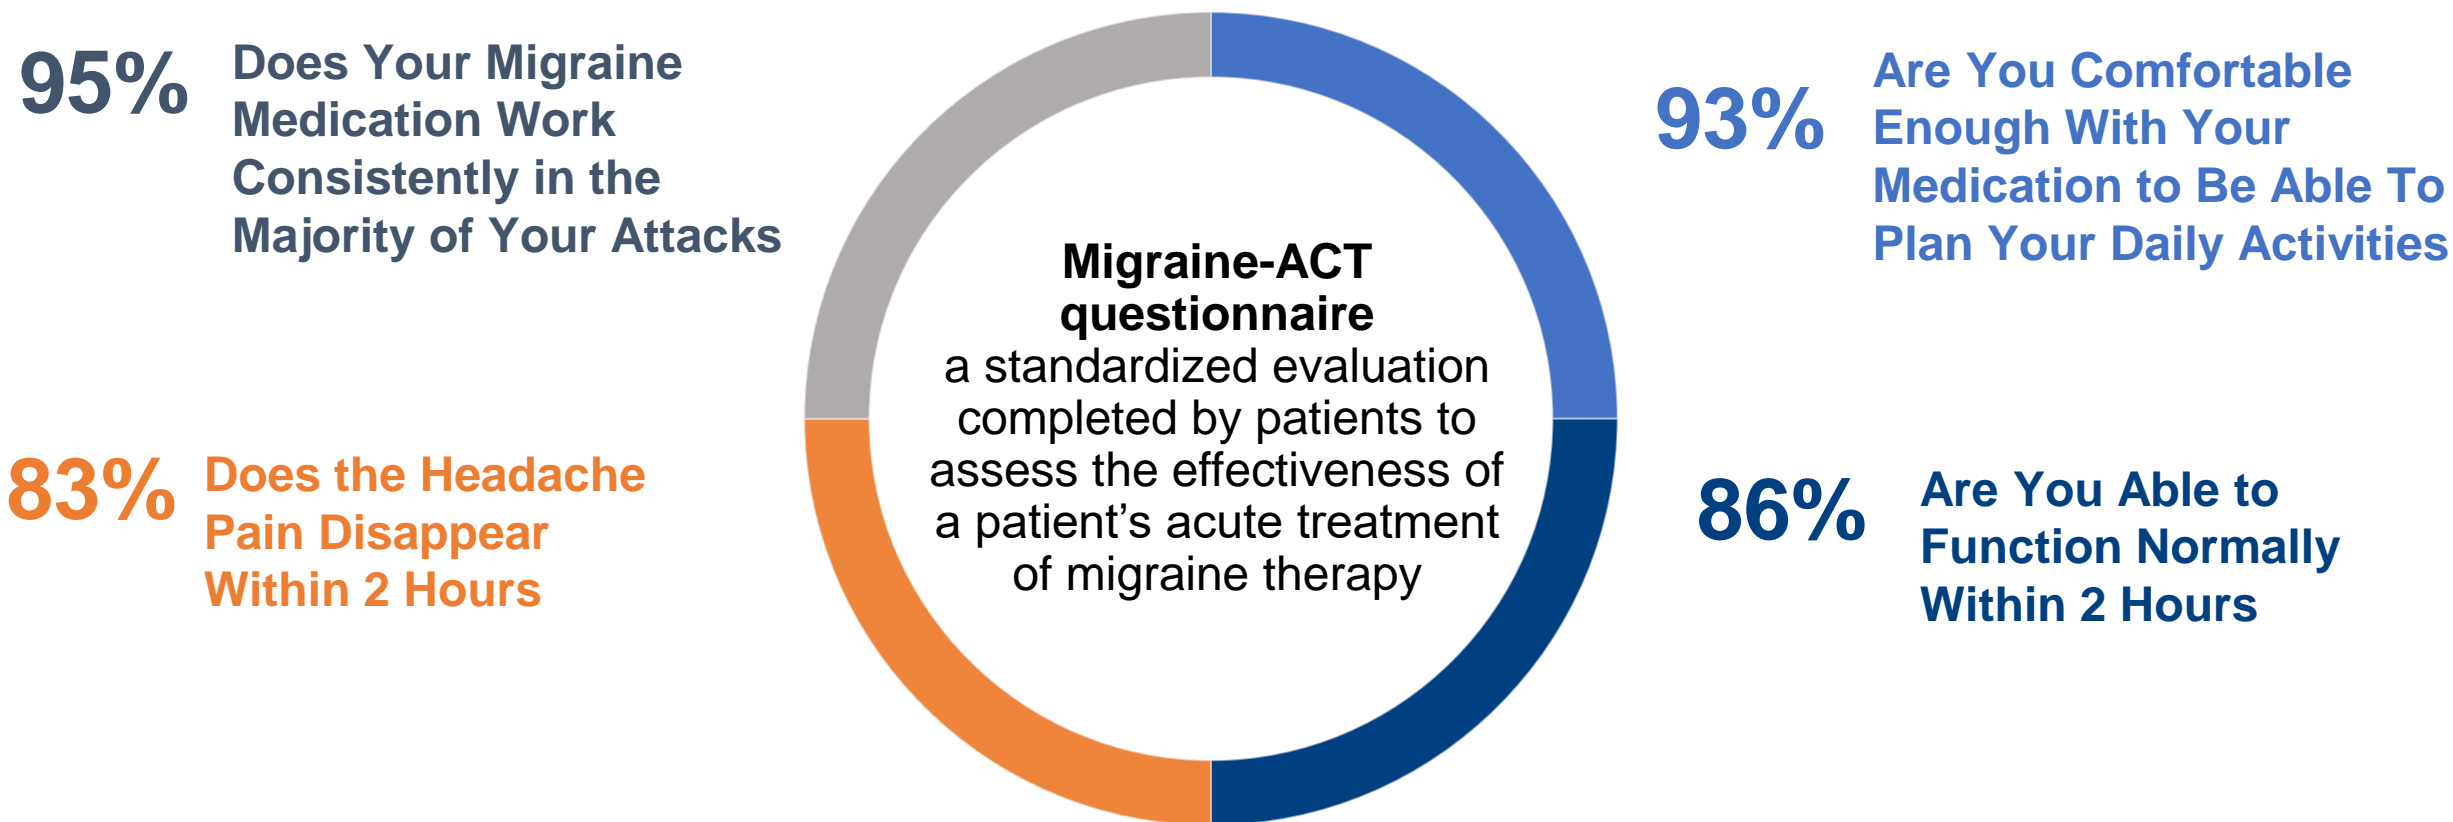 95%
Does Your Migraine
Medication Work
Consistently in the
Majority of Your Attacks
93%
Are You Comfortable
Enough With Your
Medication to Be Able To
Plan Your Daily Activities
Migraine-ACT
questionnaire
a standardized evaluation
completed by patients to
assess the effectiveness of
a patient’s acute treatment
of migraine therapy
83%
Does the Headache
Pain Disappear
Within 2 Hours
86%
Are You Able to
Function Normally
Within 2 Hours